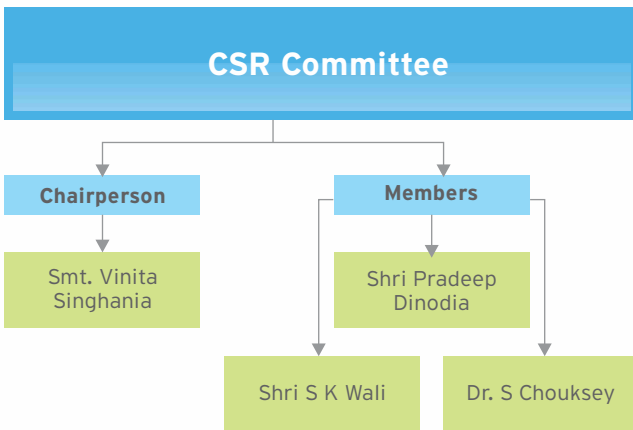 CSR Committee
Chairperson
Members
Smt. Vinita
Singhania
Shri Pradeep
Dinodia
Shri S K Wali
Dr. S Chouksey